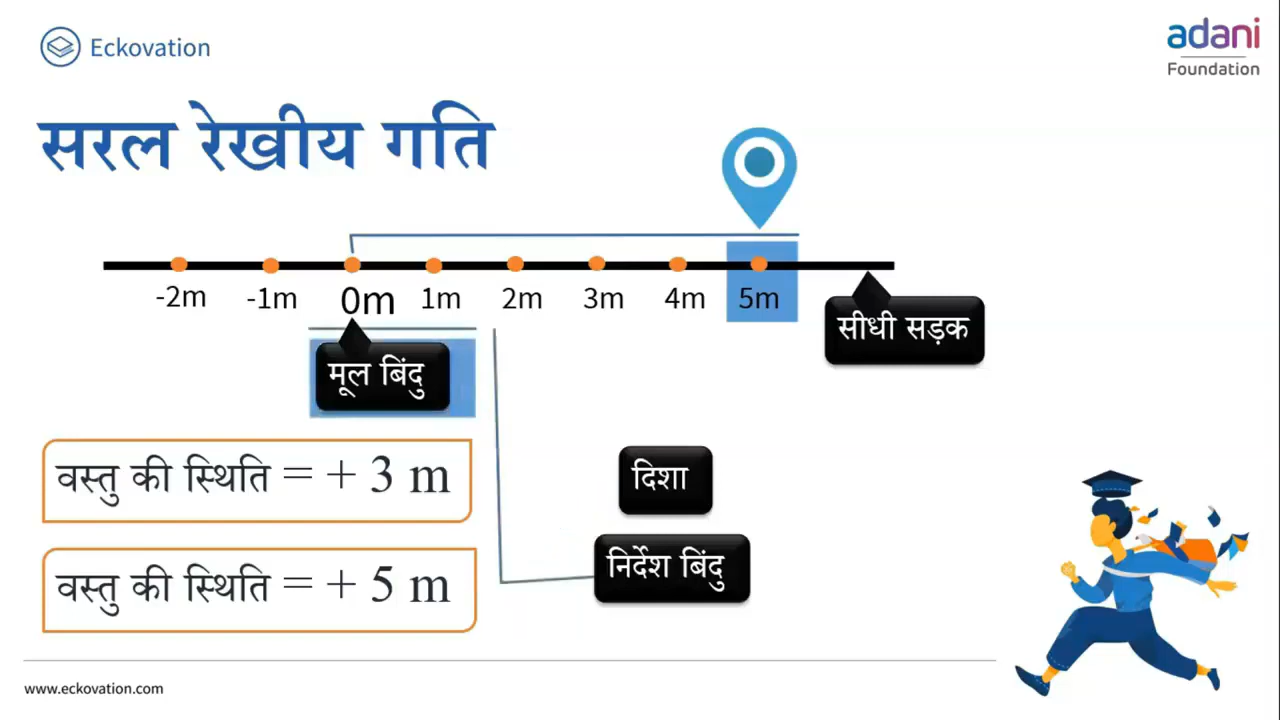 Eckovation
adani
Foundation
सरल रेखीय गति
-2m -1m 0m 1m 2m 3m 4m 5m
सीधी सड़क
मूल बिंदु
वस्तु की स्थिति = + 3 m
दिशा
निर्देश बिंदु
वस्तु की स्थिति = + 5 m
www.eckovation.com